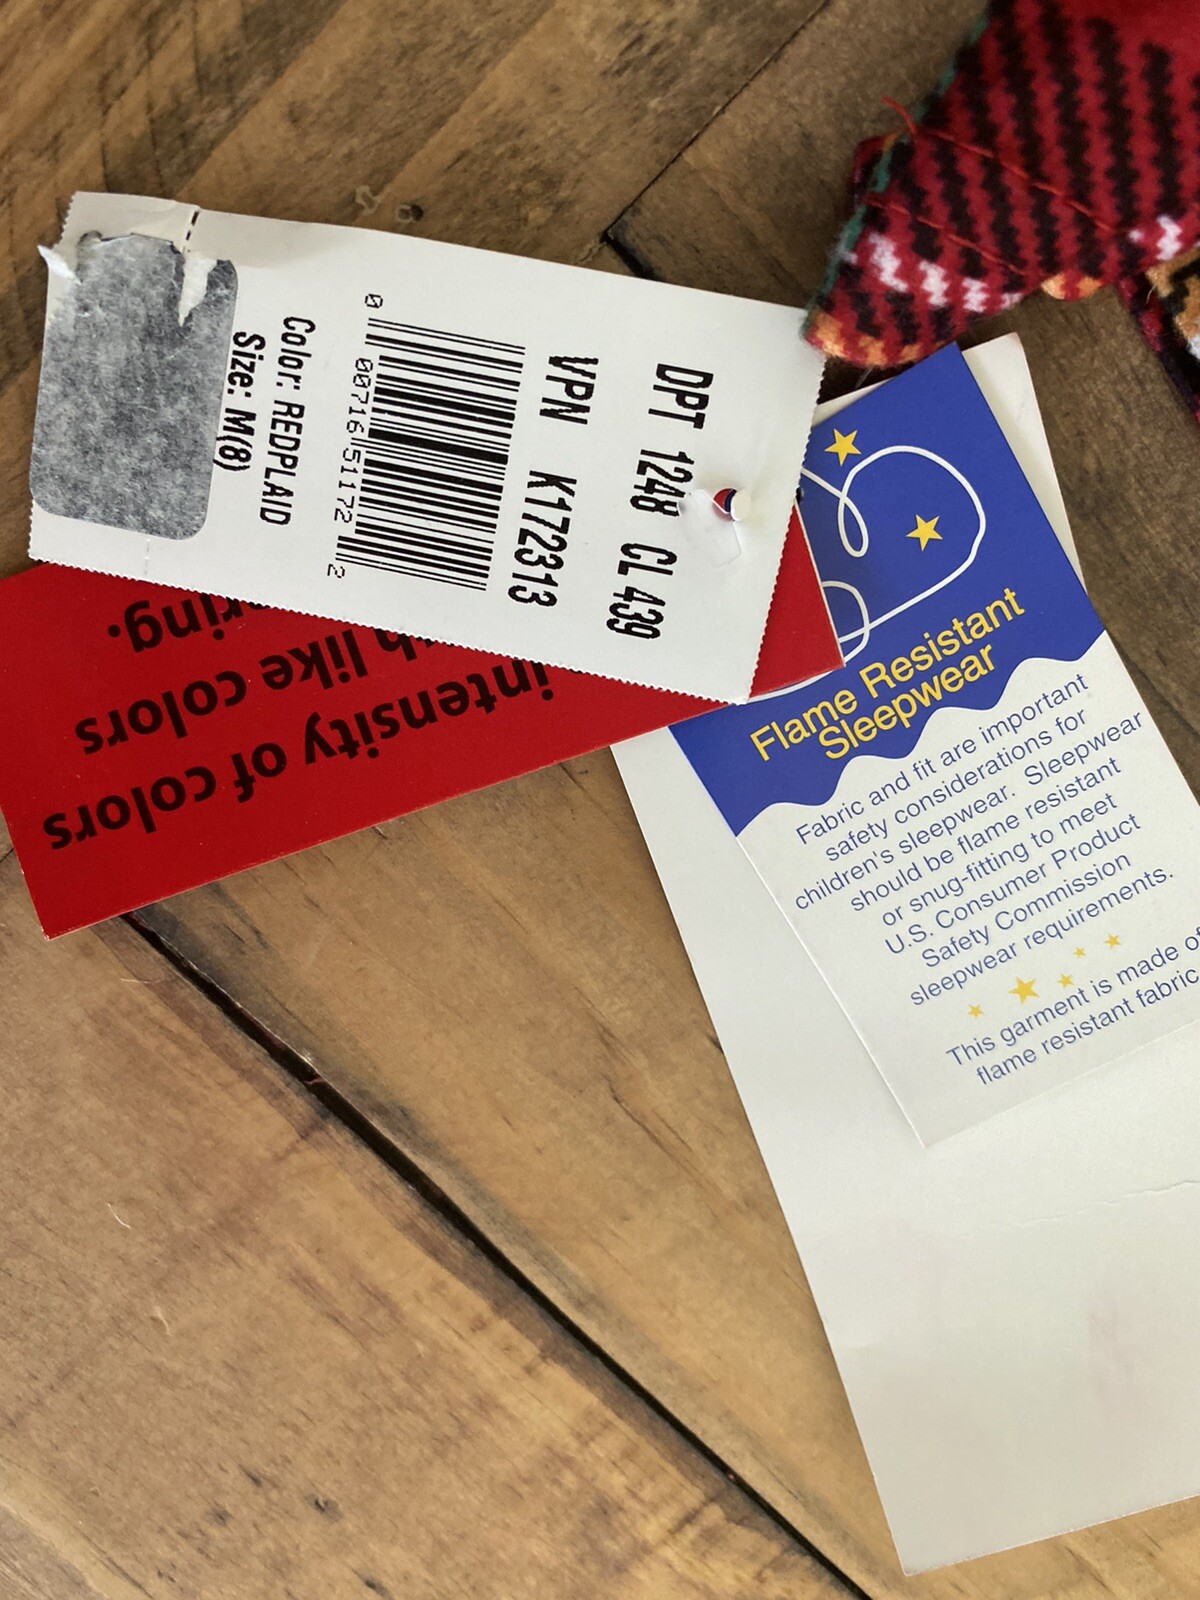 DPT 1248 CL 439
VPN K172313
0 00716 51172 2
Color: REDPLAID
Size: M(8)
intensity of colors
like colors
Flame Resistant
Sleepwear
Fabric and fit are important
safety considerations for
children's sleepwear. Sleepwear
should be flame resistant
or snug-fitting to meet
U.S. Consumer Product
Safety Commission
sleepwear requirements.
This garment is made of
flame resistant fabric